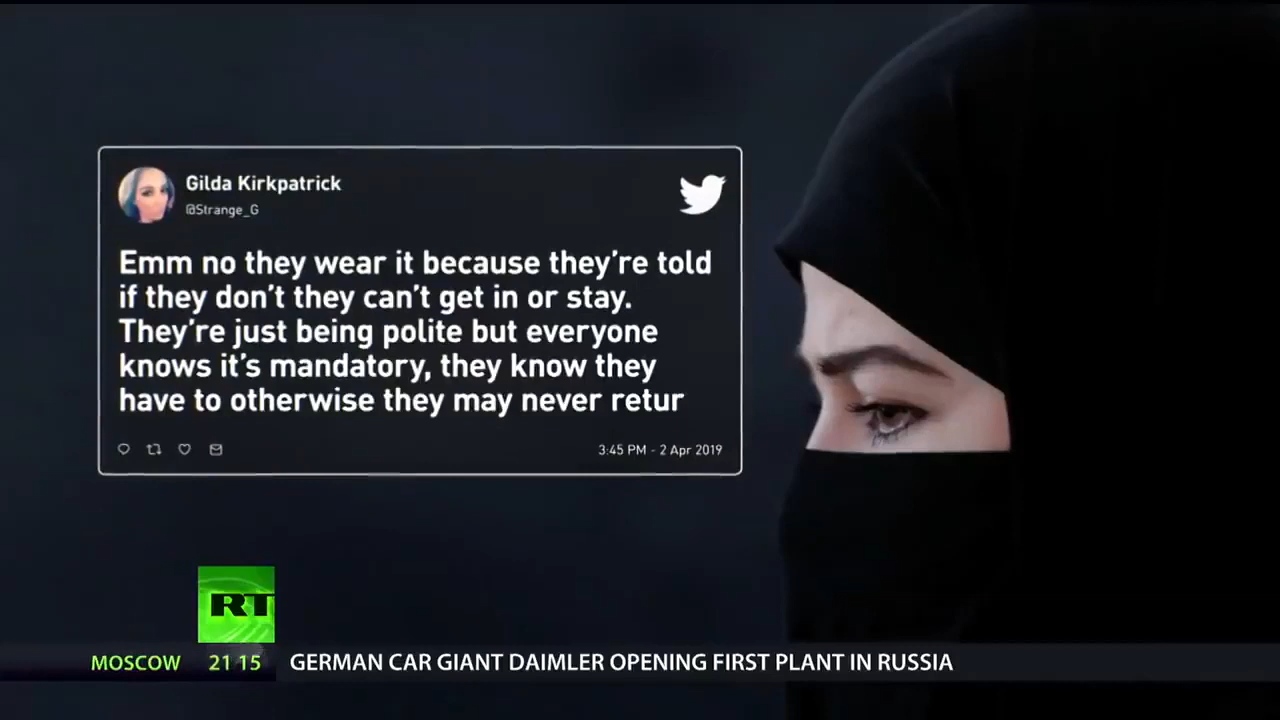 Gilda Kirkpatrick
@Strange_G
Emm no they wear it because they're told
if they don't they can't get in or stay.
They're just being polite but everyone
knows it's mandatory, they know they
have to otherwise they may never retur
3:45 PM - 2 Apr 2019
RT
MOSCOW 21 15 GERMAN CAR GIANT DAIMLER OPENING FIRST PLANT IN RUSSIA